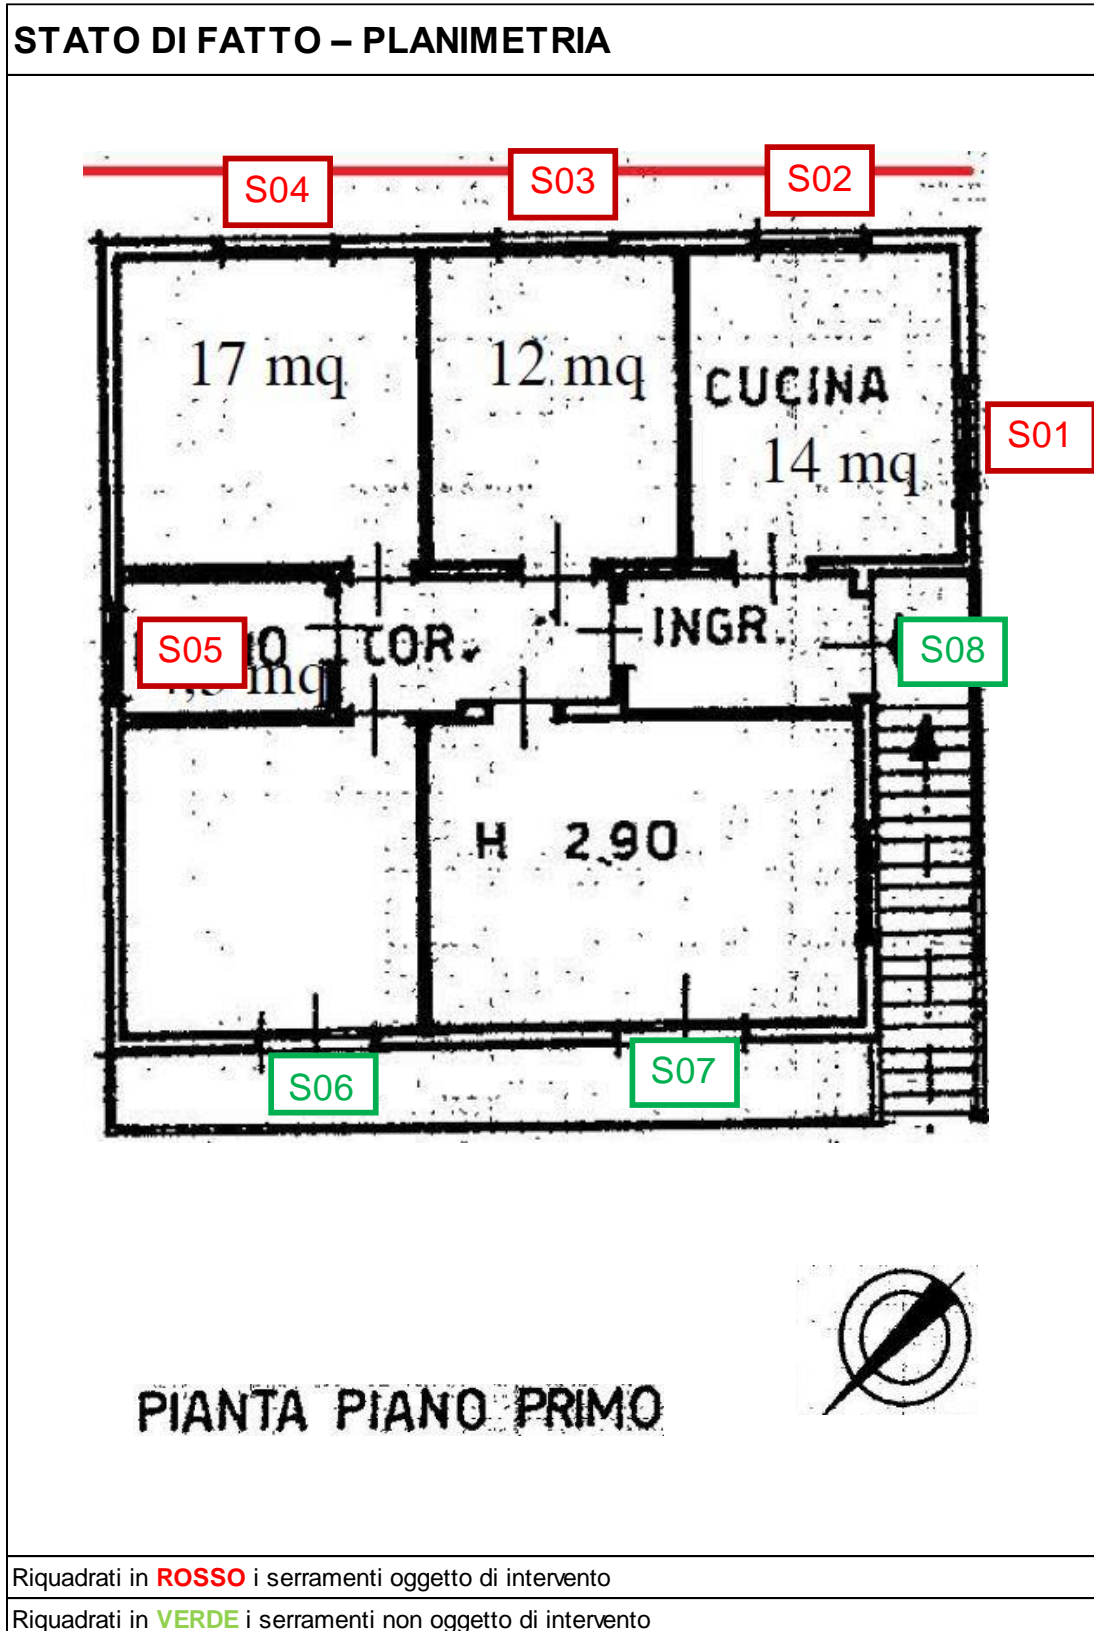 STATO DI FATTO – PLANIMETRIA
S04 S03 S02
17 mq 12 mq CUCINA
S01
14 mq
S05 COR. INGR. S08
mq
H 2.90
S06 S07
PIANTA PIANO PRIMO
Riquadrati in ROSSO i serramenti oggetto di intervento
Riquadrati in VERDE i serramenti non oggetto di intervento